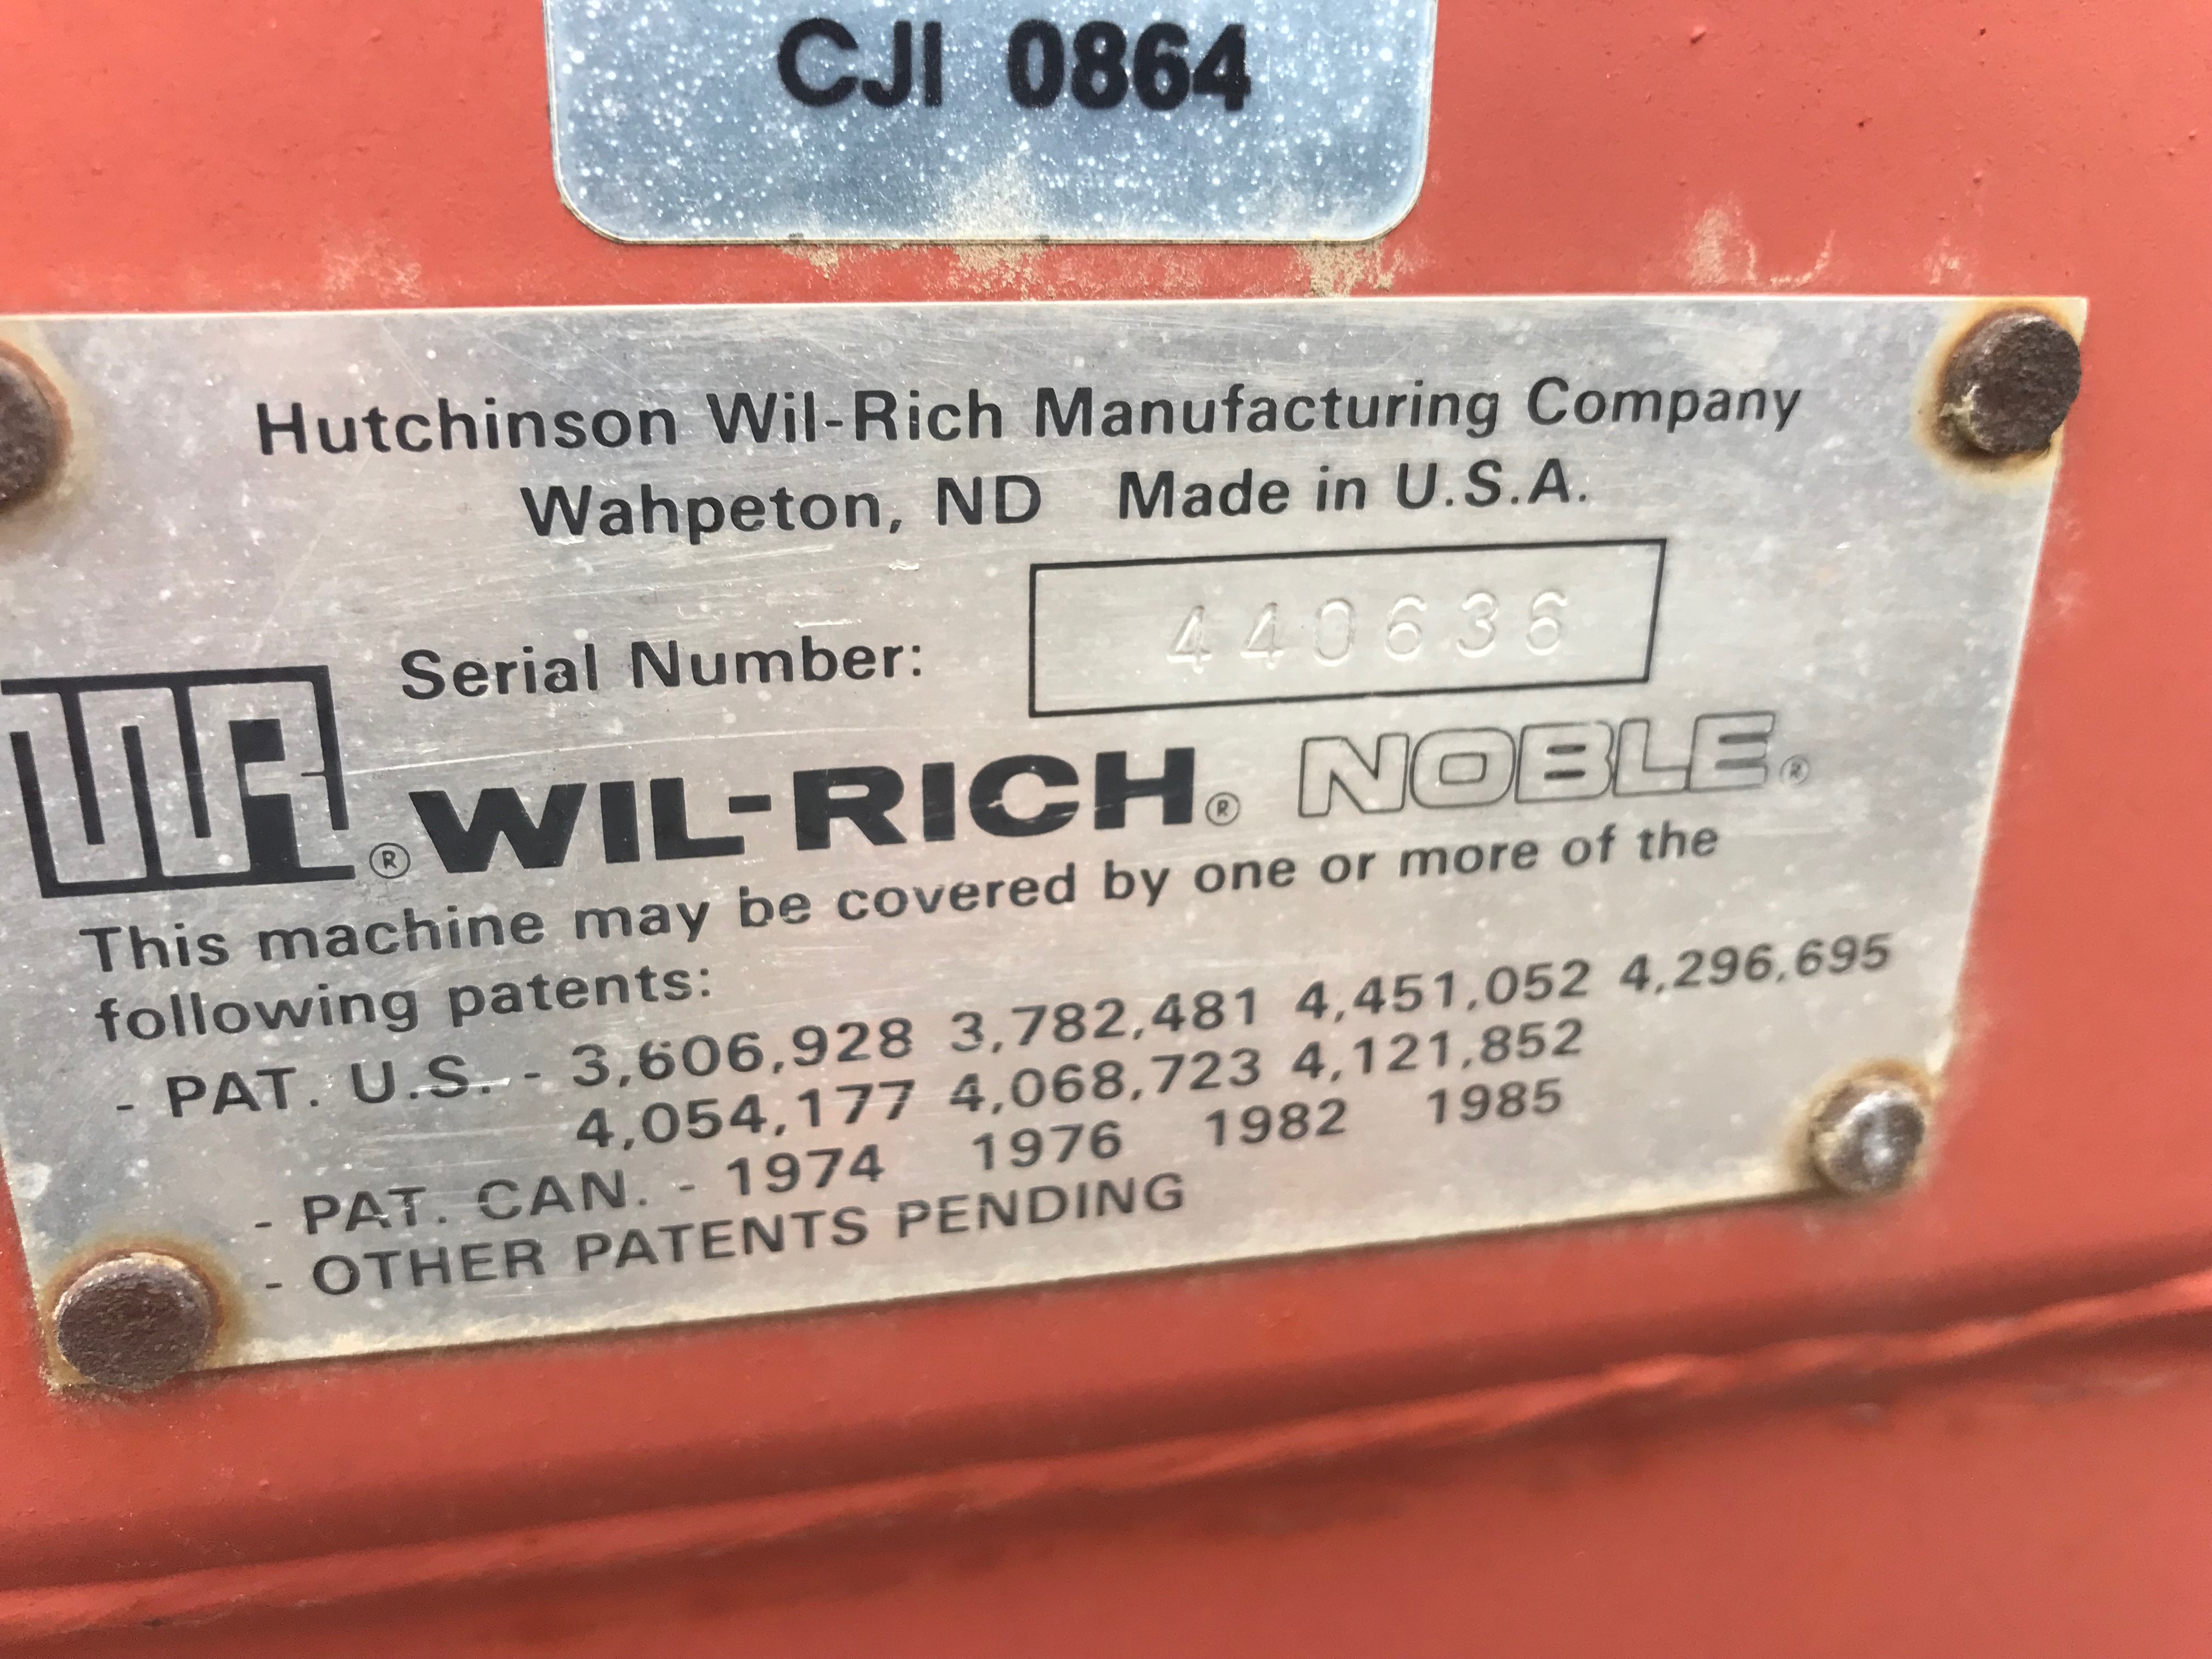 CJI 0864
Hutchinson Wil-Rich Manufacturing Company
Wahpeton, ND Made in U.S.A.
Serial Number: 440636
WR® WIL-RICH® NOBLE®
This machine may be covered by one or more of the
following patents:
- PAT. U.S. - 3,606,928 3,782,481 4,451,052 4,296,695
4,054,177 4,068,723 4,121,852
- PAT. CAN. - 1974 1976 1982 1985
- OTHER PATENTS PENDING